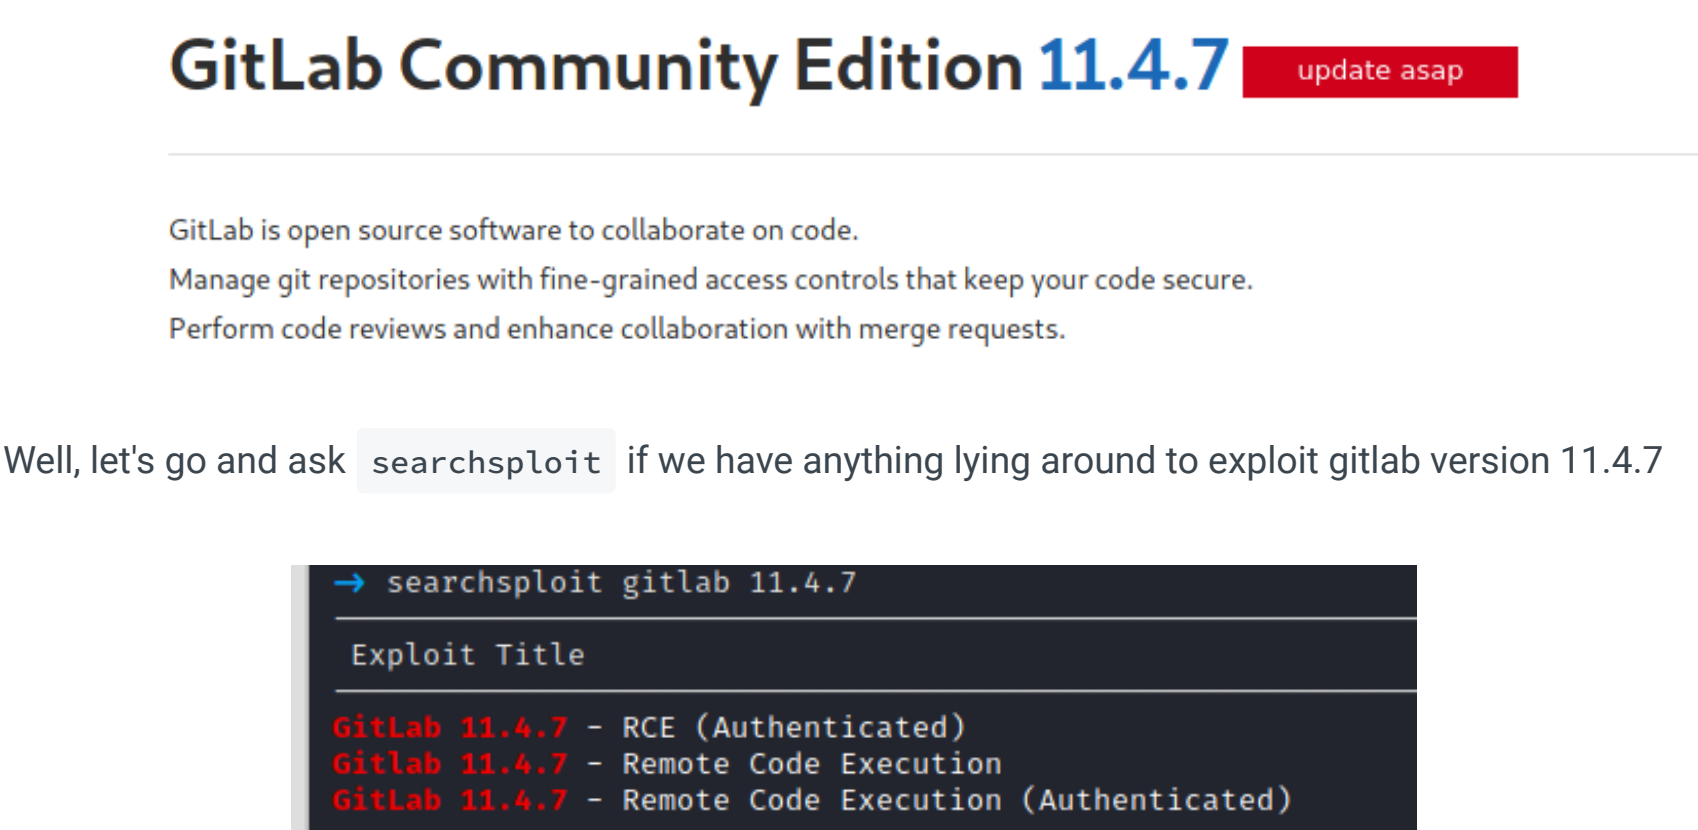 GitLab Community Edition 11.4.7 update asap
GitLab is open source software to collaborate on code.
Manage git repositories with fine-grained access controls that keep your code secure.
Perform code reviews and enhance collaboration with merge requests.
Well, let's go and ask searchsploit if we have anything lying around to exploit gitlab version 11.4.7
→ searchsploit gitlab 11.4.7
Exploit Title
GitLab 11.4.7 - RCE (Authenticated)
Gitlab 11.4.7 - Remote Code Execution
GitLab 11.4.7 - Remote Code Execution (Authenticated)